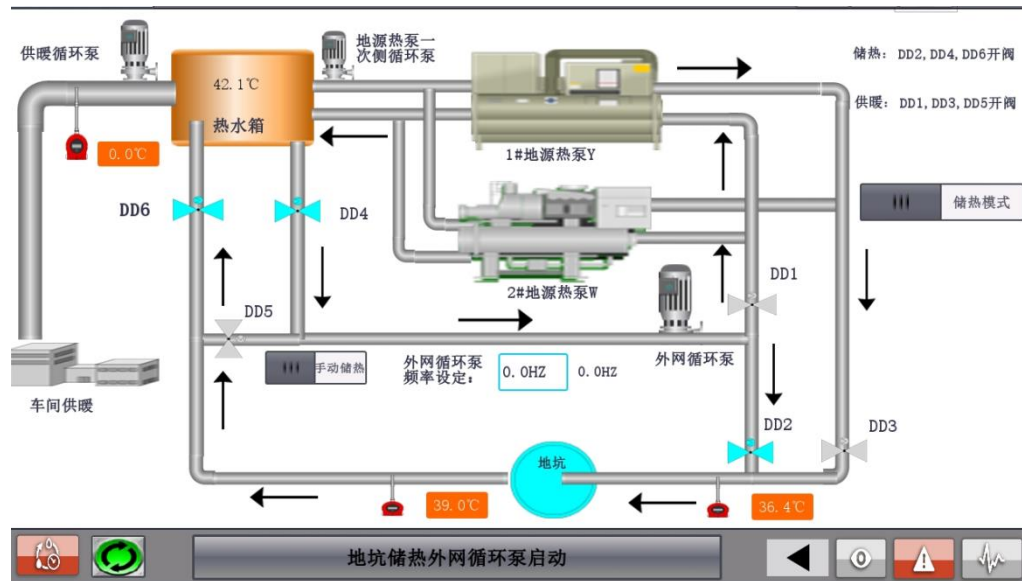 供暖循环泵
地源热泵一
次侧循环泵
储热：DD2,DD4,DD6开阀
42.1℃
供暖：DD1,DD3,DD5开阀
热水箱
0.0℃
1#地源热泵Y
DD6
DD4
储热模式
DD1
2#地源热泵W
DD5
手动储热
外网循环泵
频率设定：
0.0HZ
0.0HZ
外网循环泵
车间供暖
DD2
DD3
地坑
39.0℃
36.4℃
地坑储热外网循环泵启动